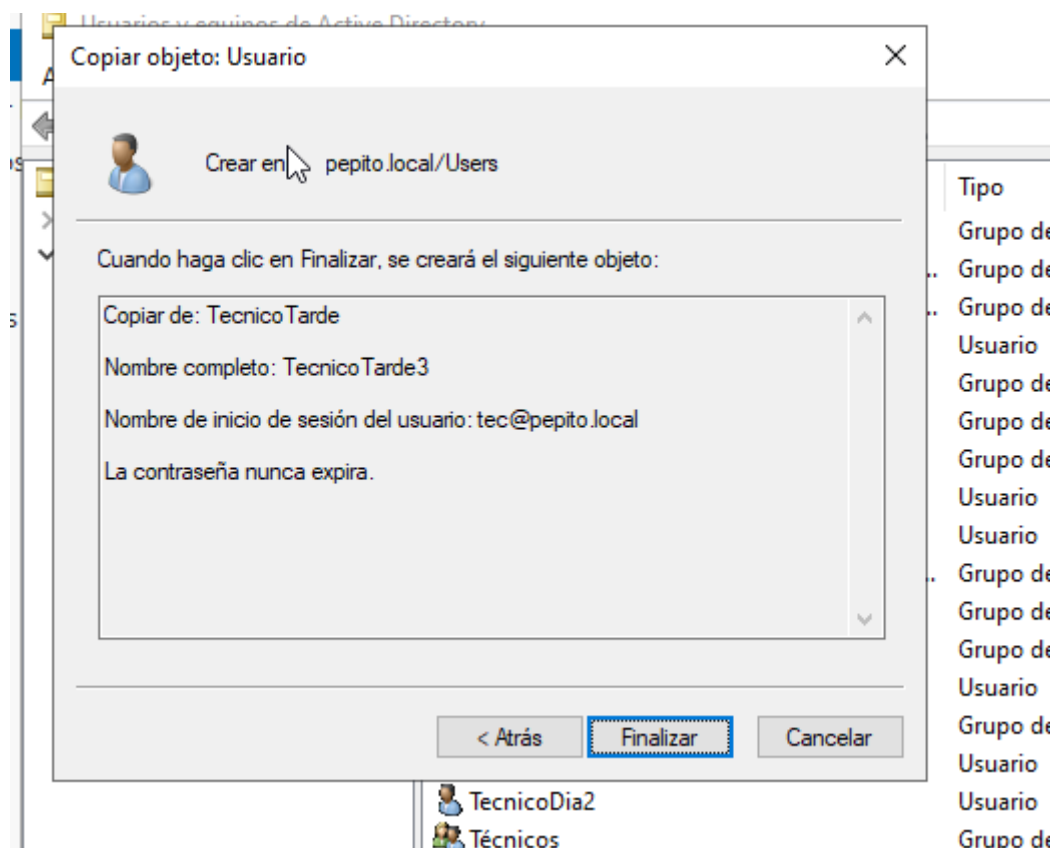 Usuarios y equipos de Active Directory
Copiar objeto: Usuario
Crear en: pepito.local/Users
Cuando haga clic en Finalizar, se creará el siguiente objeto:
Copiar de: TecnicoTarde
Nombre completo: TecnicoTarde3
Nombre de inicio de sesión del usuario: tec@pepito.local
La contraseña nunca expira.
< Atrás
Finalizar
Cancelar
Tipo
Grupo de
.. Grupo de
.. Grupo de
Usuario
Grupo de
Grupo de
Grupo de
Usuario
Usuario
.. Grupo de
Grupo de
Grupo de
Usuario
Grupo de
Usuario
TecnicoDia2 Usuario
Técnicos Grupo de